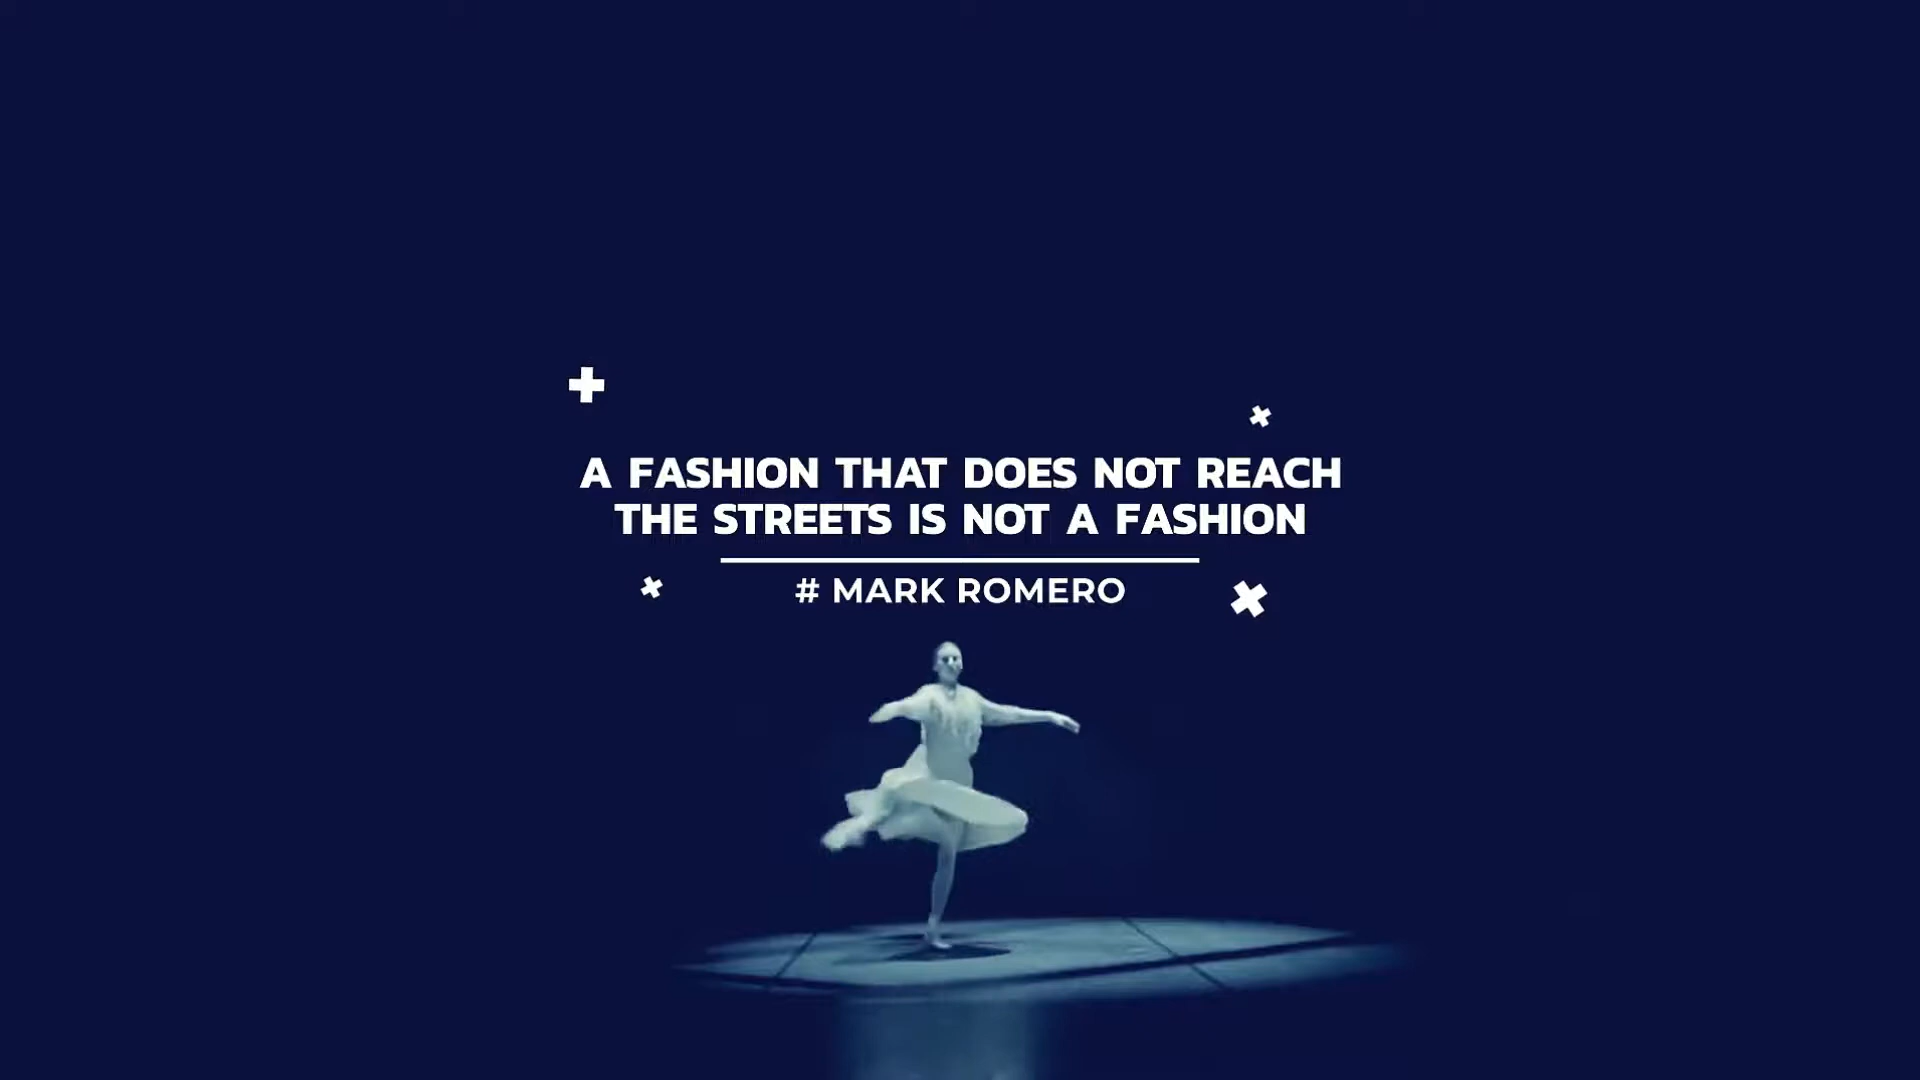 A FASHION THAT DOES NOT REACH
THE STREETS IS NOT A FASHION
# MARK ROMERO